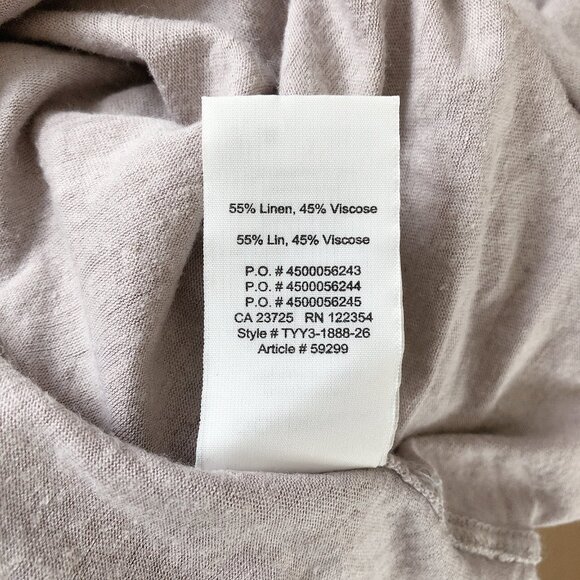 55% Linen, 45% Viscose
55% Lin, 45% Viscose
P.O. # 4500056243
P.O. # 4500056244
P.O. # 4500056245
CA 23725 RN 122354
Style # TYY3-1888-26
Article # 59299